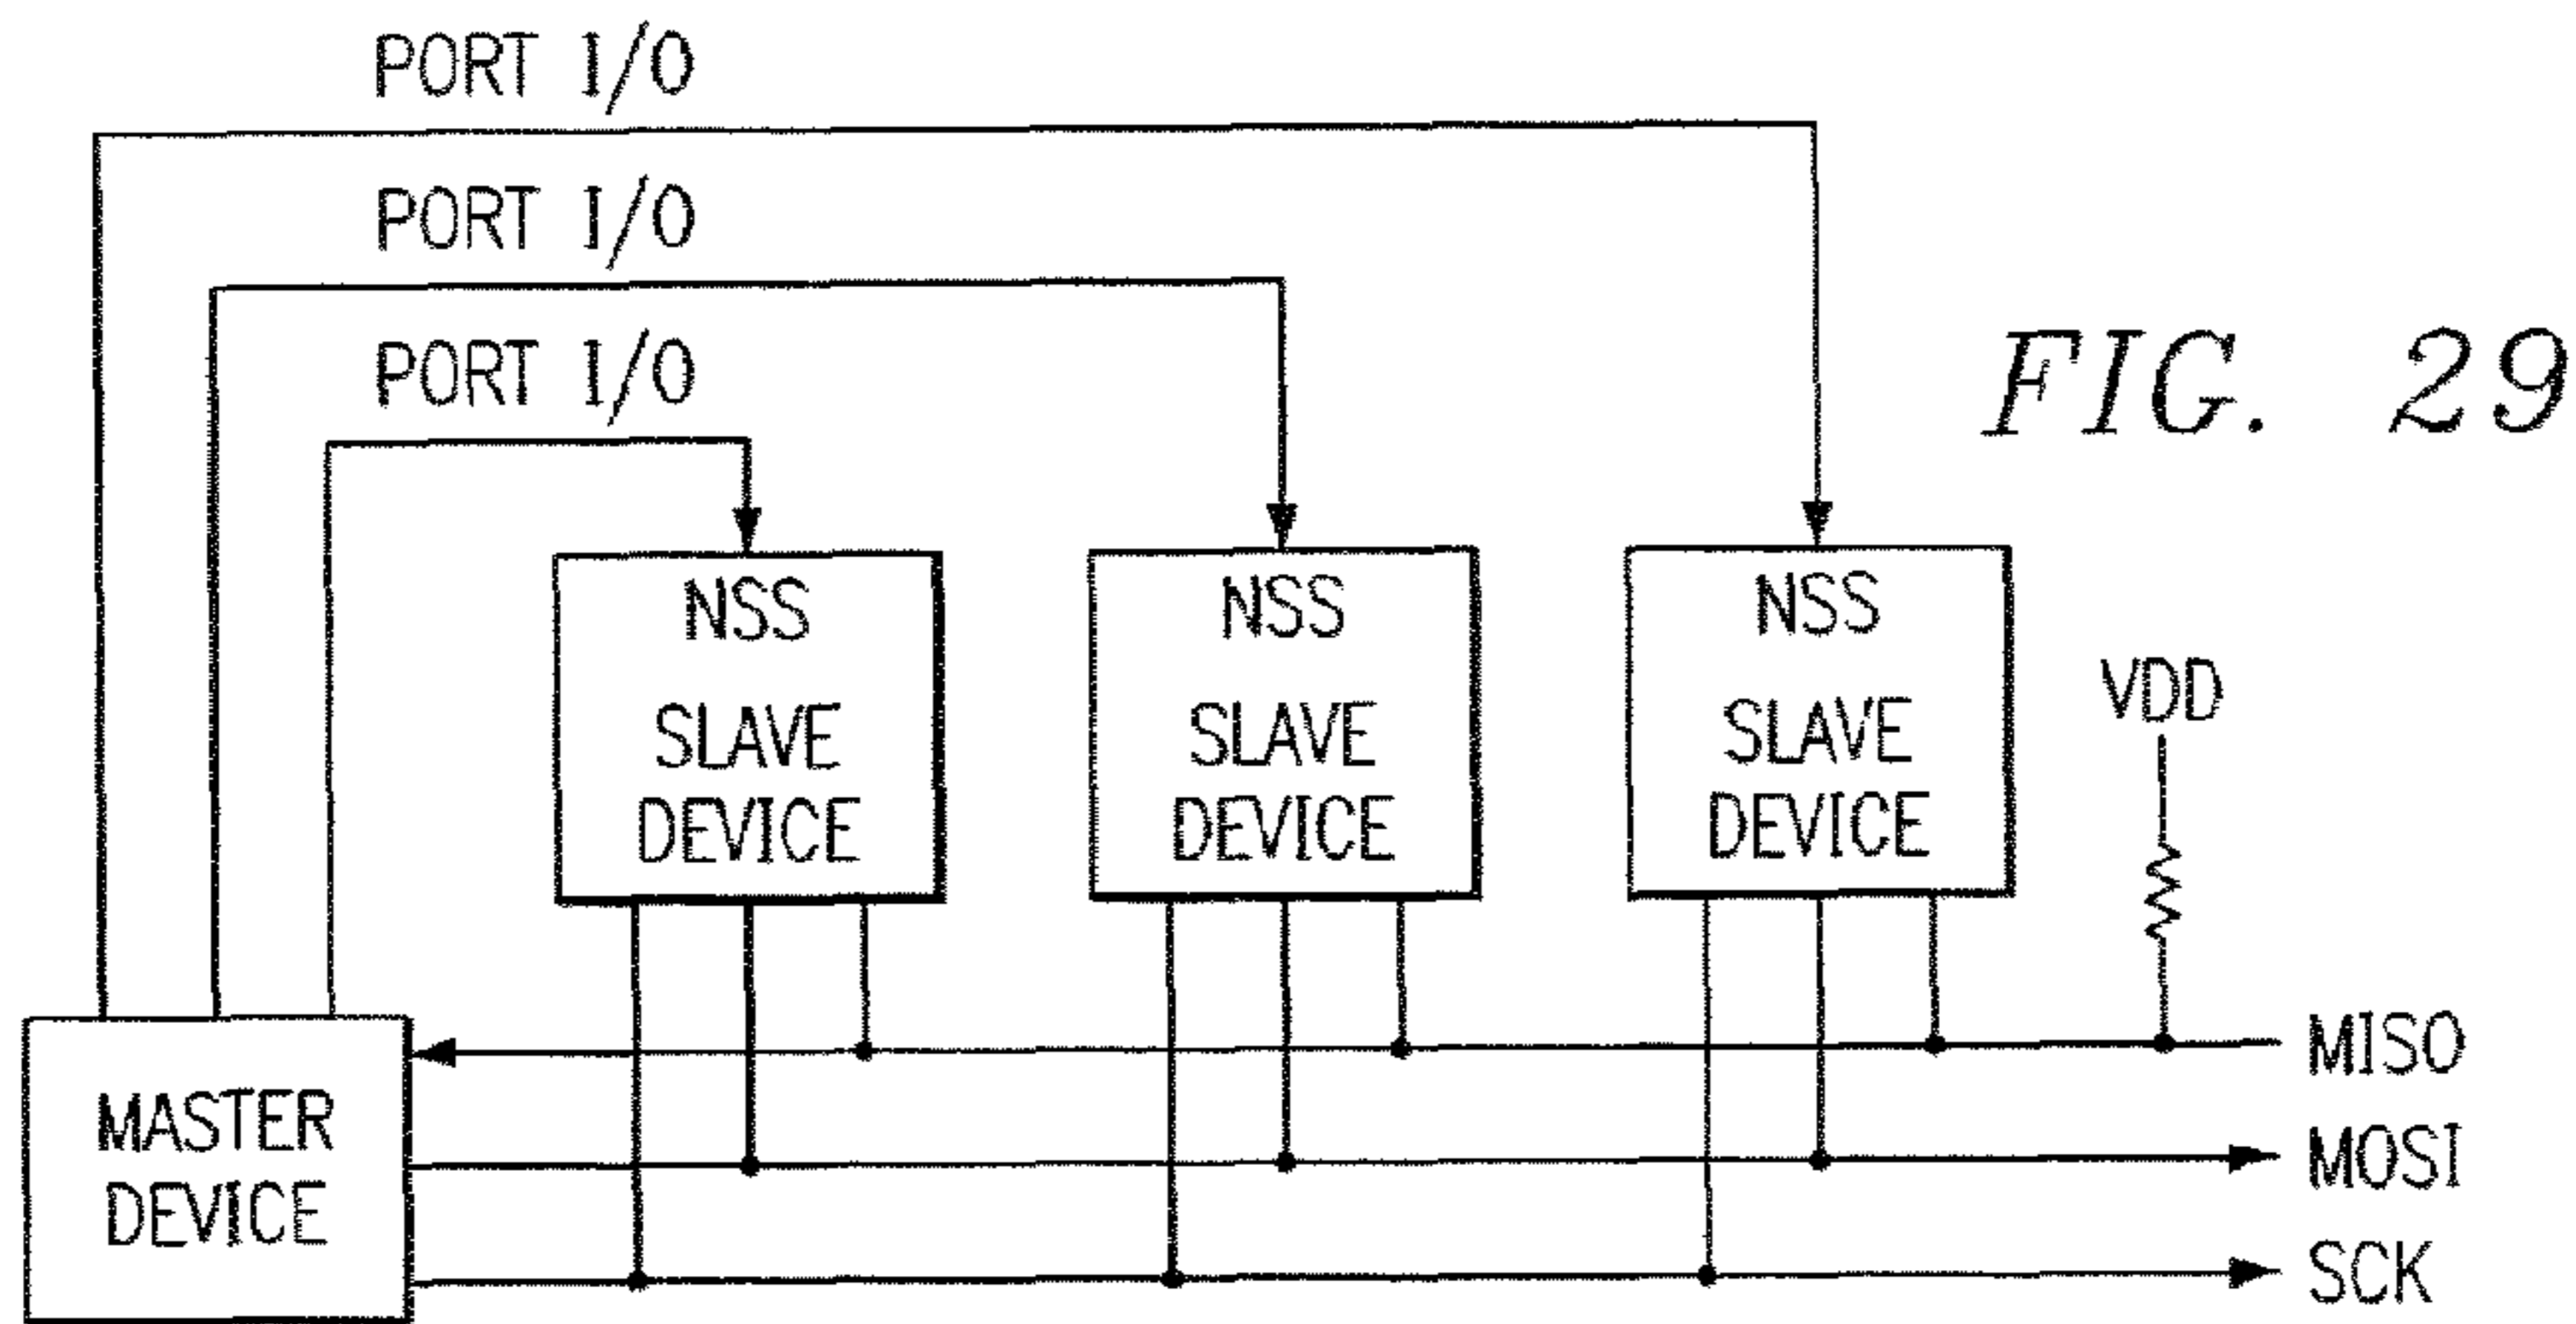 PORT I/O
PORT I/O
PORT I/O
FIG. 29
NSS
SLAVE
DEVICE
NSS
SLAVE
DEVICE
NSS
SLAVE
DEVICE
VDD
MASTER
DEVICE
MISO
MOSI
SCK